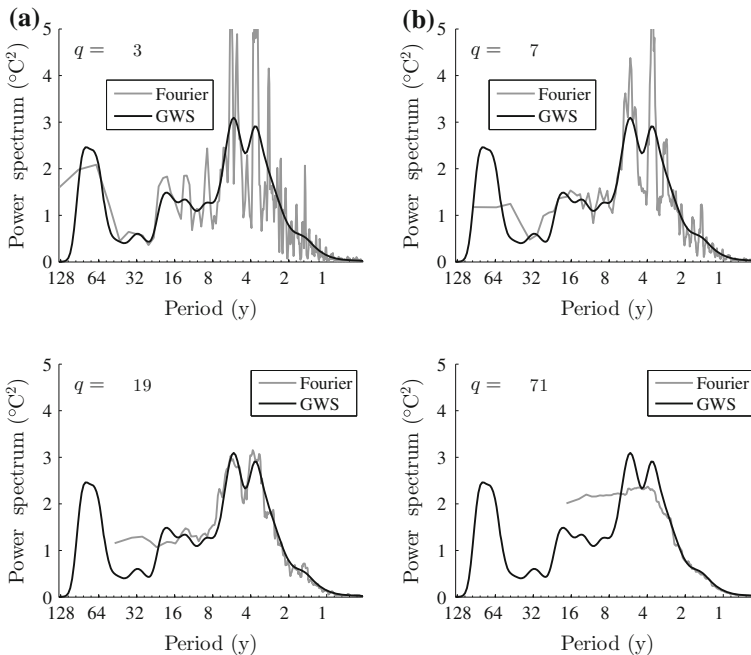 (a)
5
4
3
2
1
0
Power spectrum (°C²)
q = 3
Fourier
GWS
128 64 32 16 8 4 2 1
Period (y)
(b)
5
4
3
2
1
0
Power spectrum (°C²)
q = 7
Fourier
GWS
128 64 32 16 8 4 2 1
Period (y)
5
4
3
2
1
0
Power spectrum (°C²)
q = 19
Fourier
GWS
128 64 32 16 8 4 2 1
Period (y)
5
4
3
2
1
0
Power spectrum (°C²)
q = 71
Fourier
GWS
128 64 32 16 8 4 2 1
Period (y)